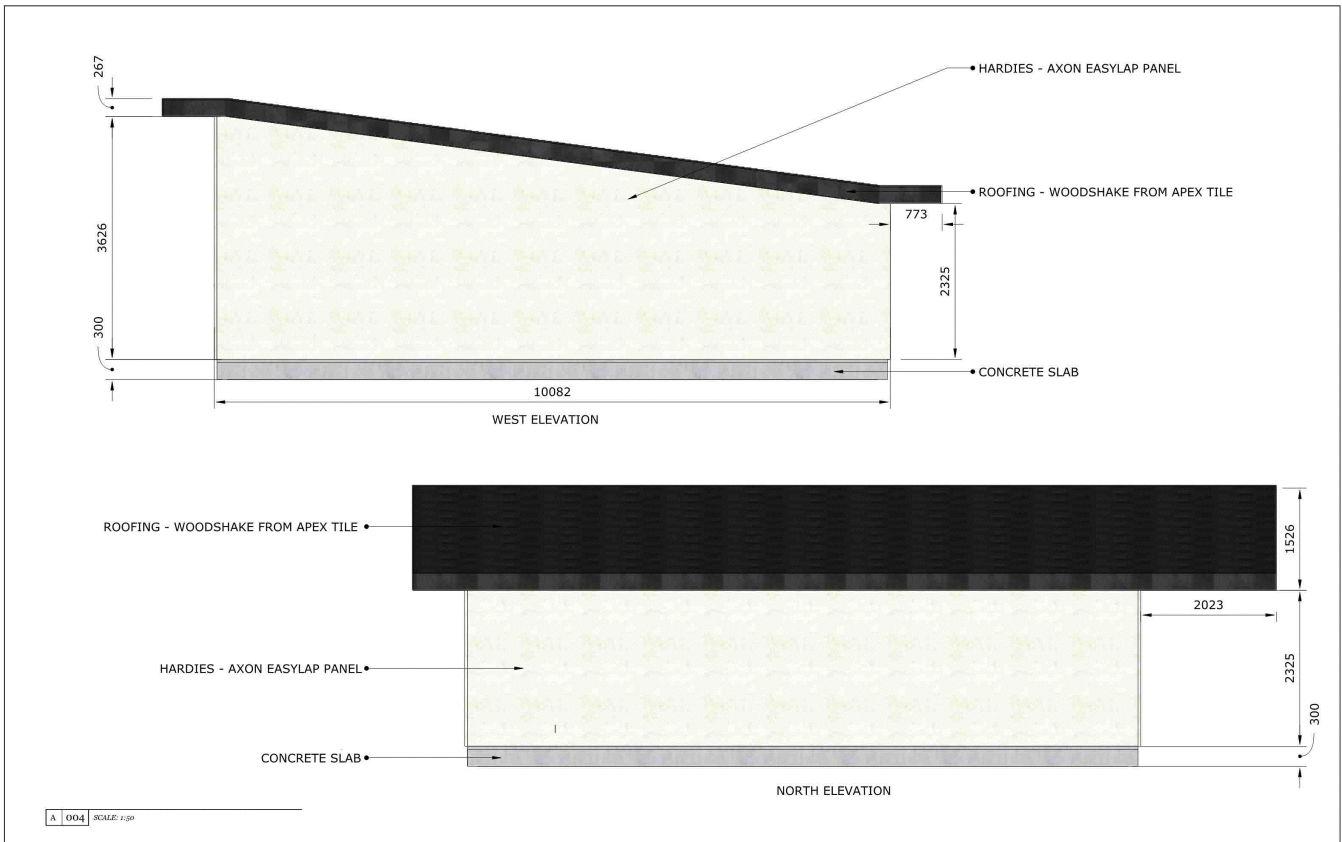 267
HARDIES - AXON EASYLAP PANEL
ROOFING - WOODSHAKE FROM APEX TILE
773
3626
2325
300
CONCRETE SLAB
10082
WEST ELEVATION
ROOFING - WOODSHAKE FROM APEX TILE
1526
2023
HARDIES - AXON EASYLAP PANEL
2325
300
CONCRETE SLAB
NORTH ELEVATION
A 004 SCALE: 1:50